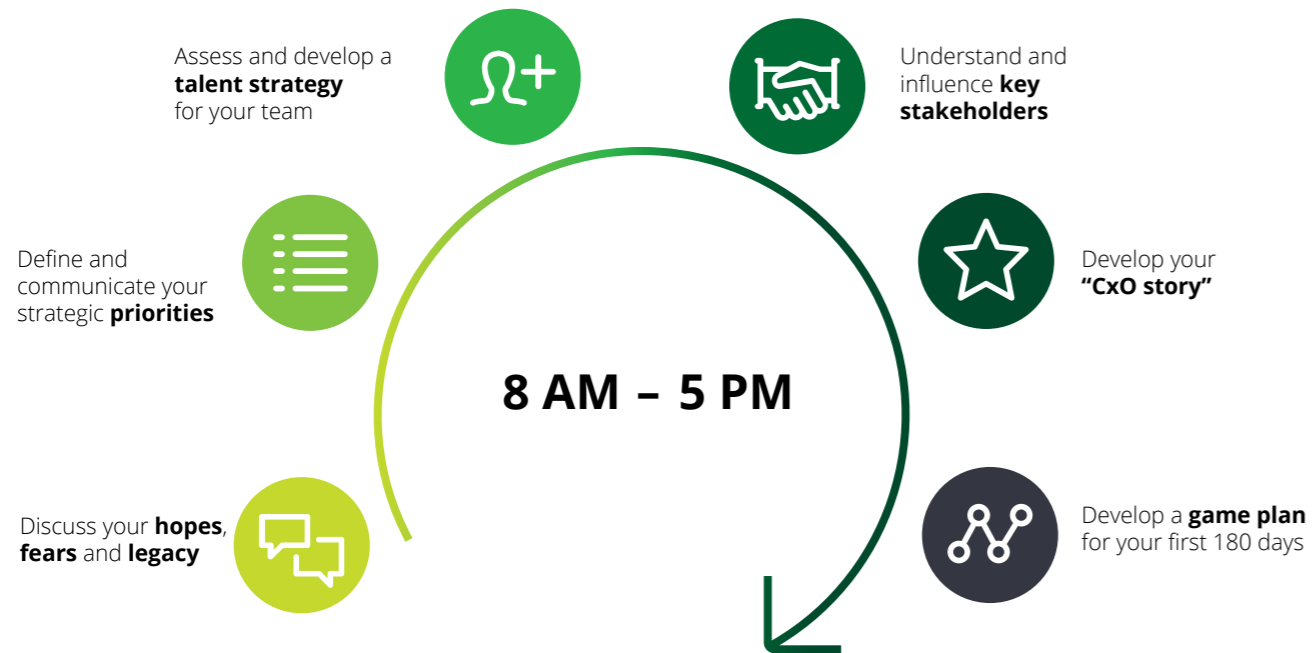 Assess and develop a
talent strategy
for your team
Understand and
influence key
stakeholders
Define and
communicate your
strategic priorities
Develop your
“CxO story”
8 AM – 5 PM
Discuss your hopes,
fears and legacy
Develop a game plan
for your first 180 days